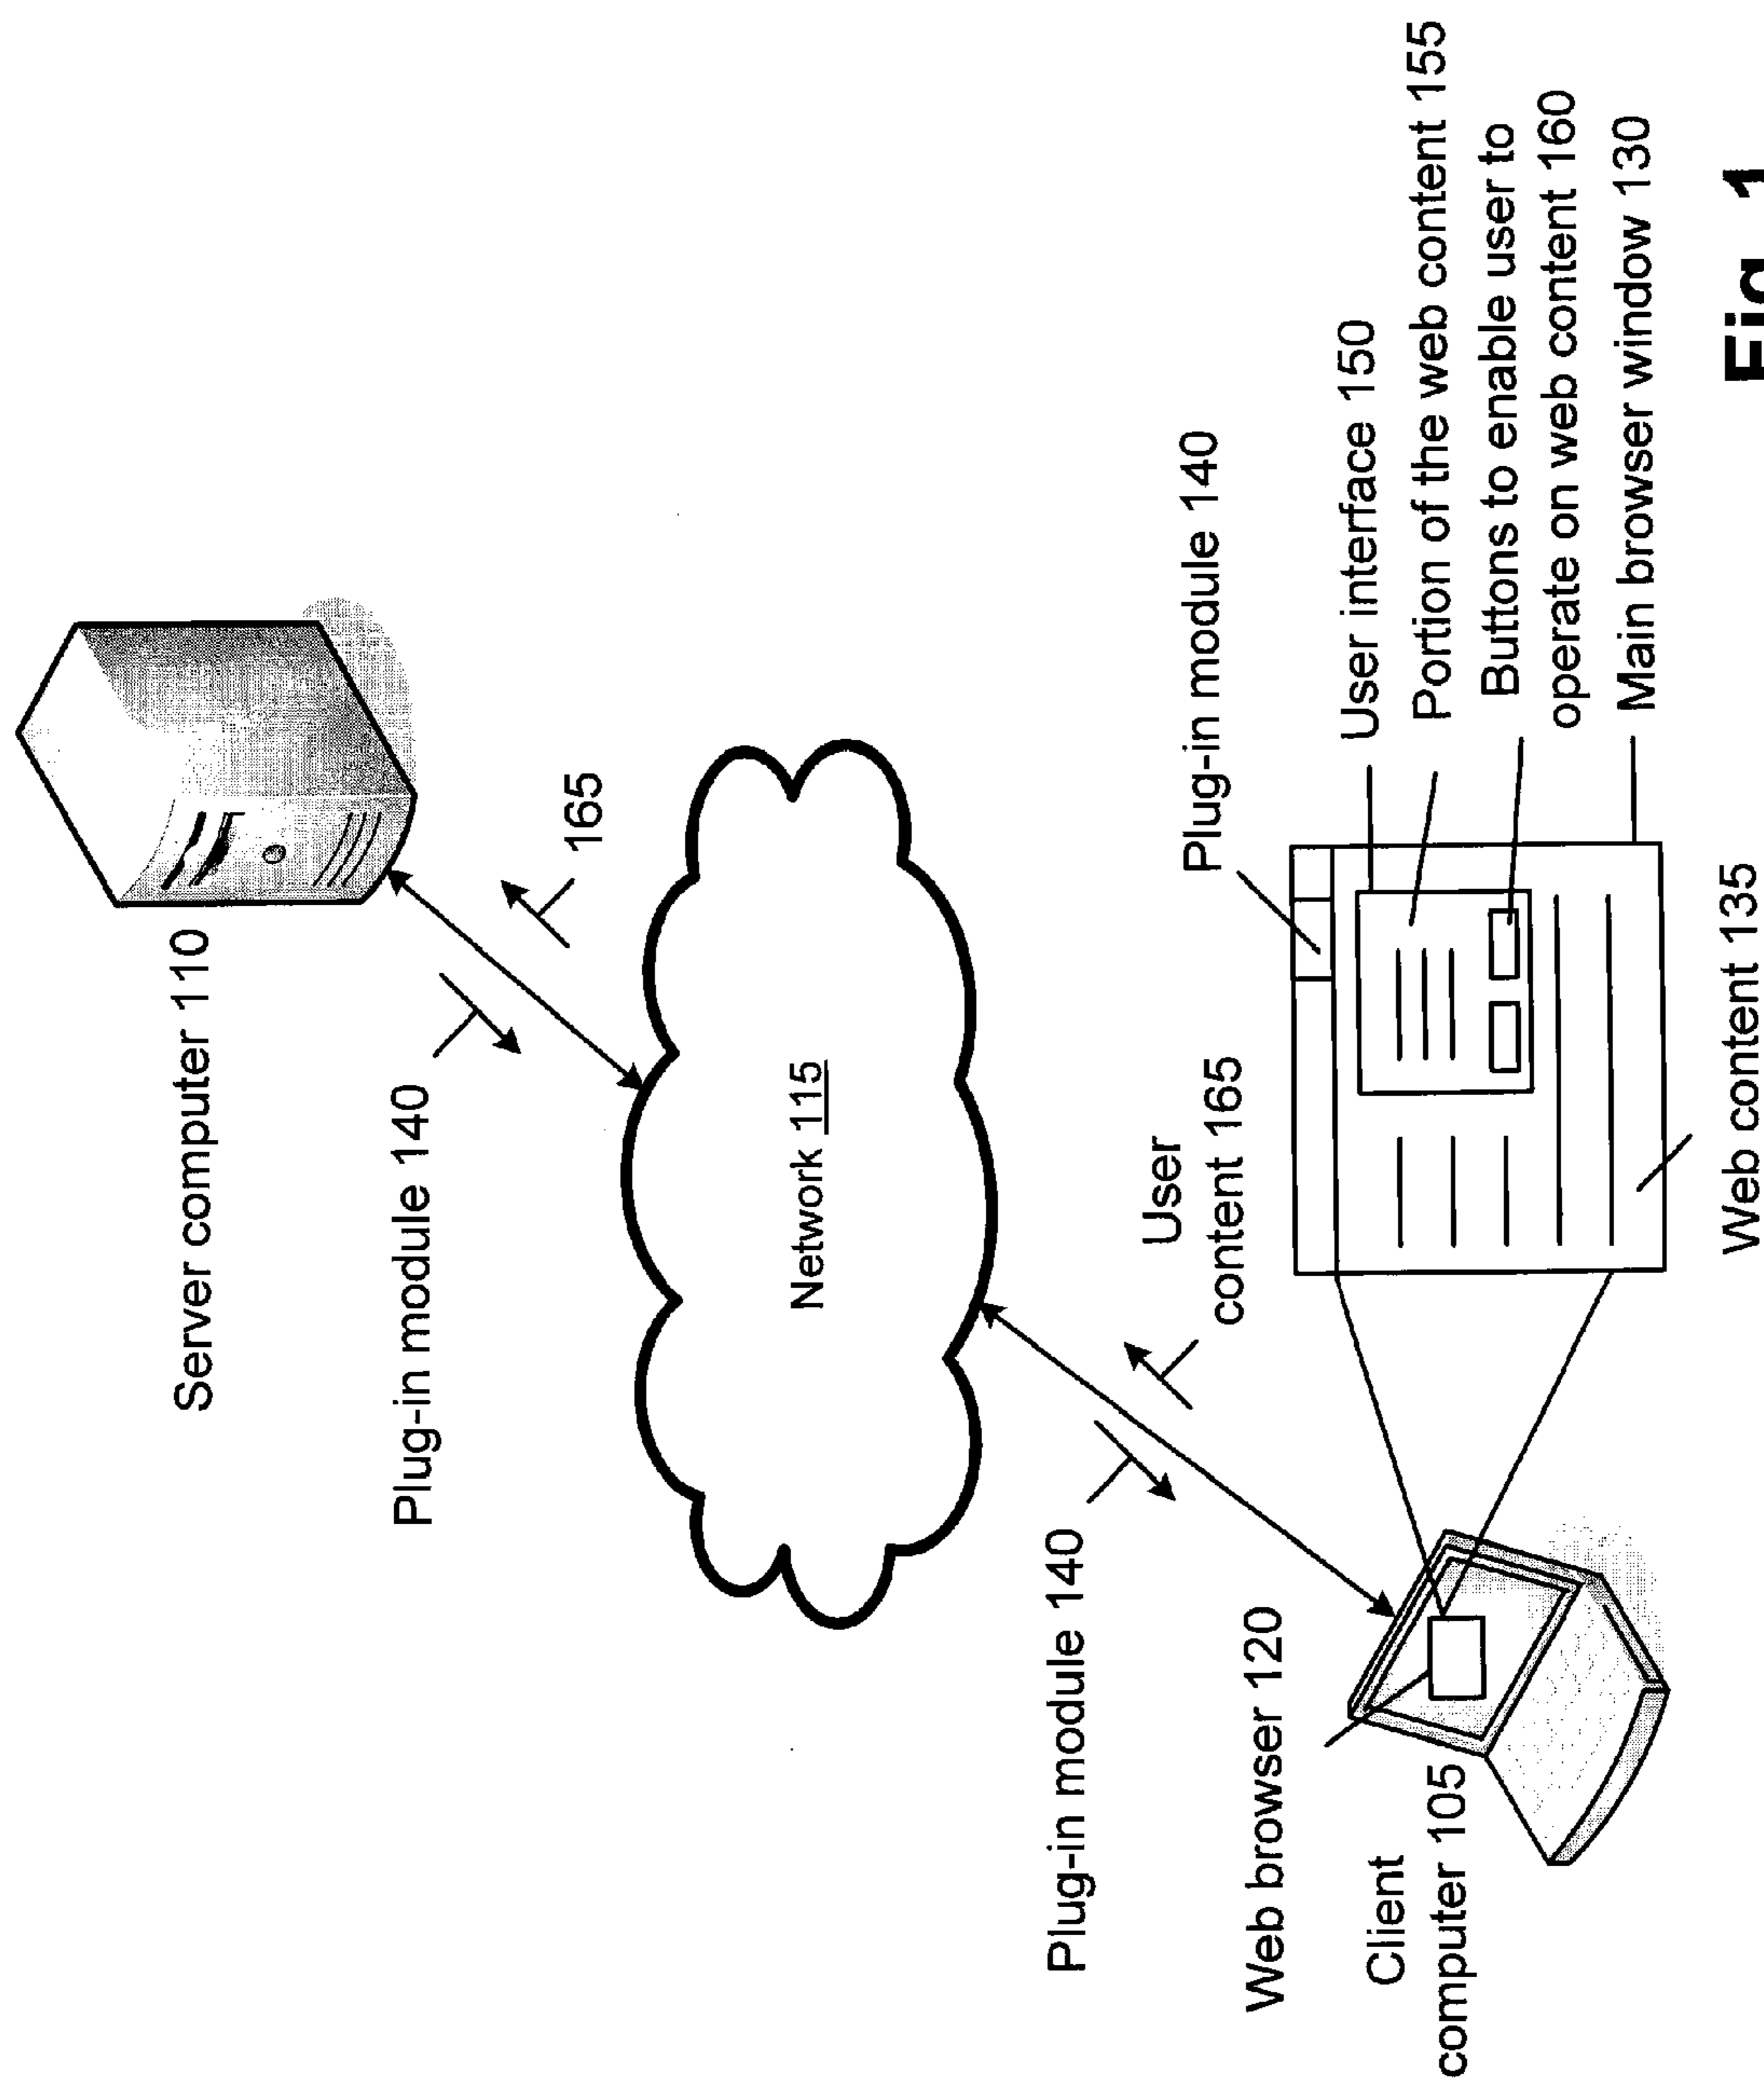 Server computer 110
Plug-in module 140
165
Network 115
Plug-in module 140
User
content 165
Web browser 120
Client
computer 105
Plug-in module 140
User interface 150
Portion of the web content 155
Buttons to enable user to
operate on web content 160
Main browser window 130
Web content 135
Fig. 1